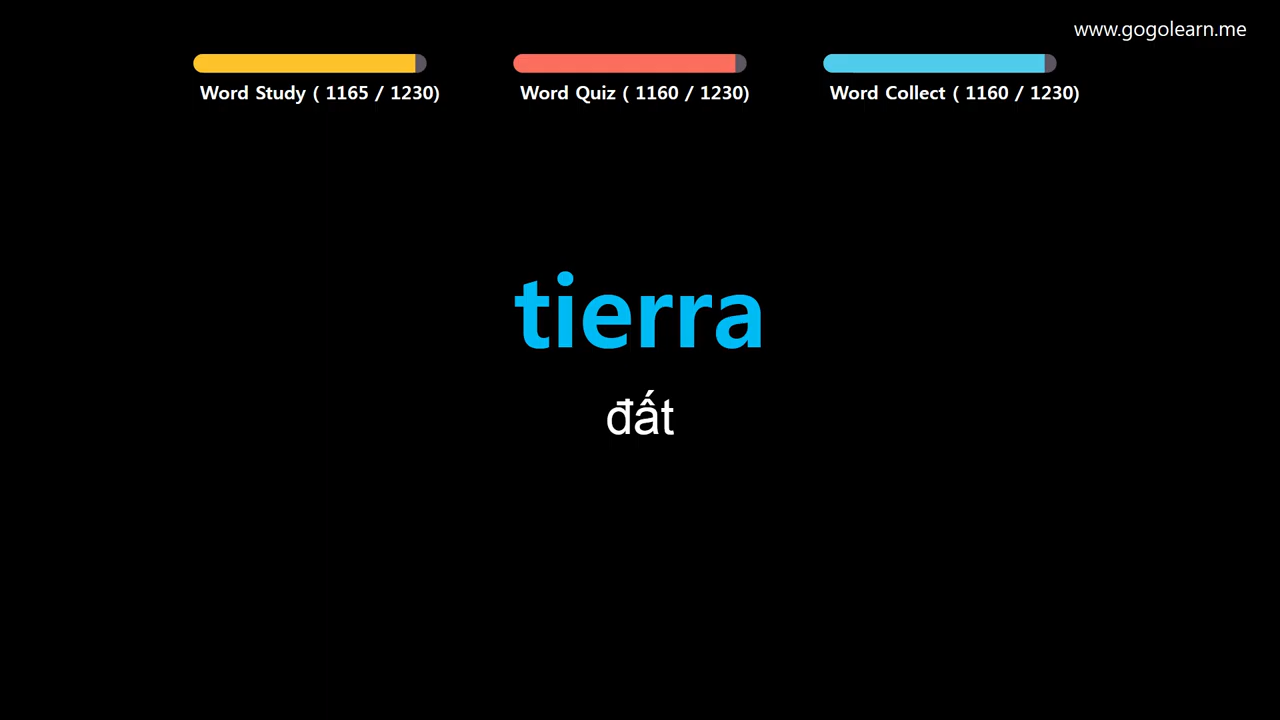 www.gogolearn.me
Word Study ( 1165 / 1230)
Word Quiz ( 1160 / 1230)
Word Collect ( 1160 / 1230)
tierra
đất